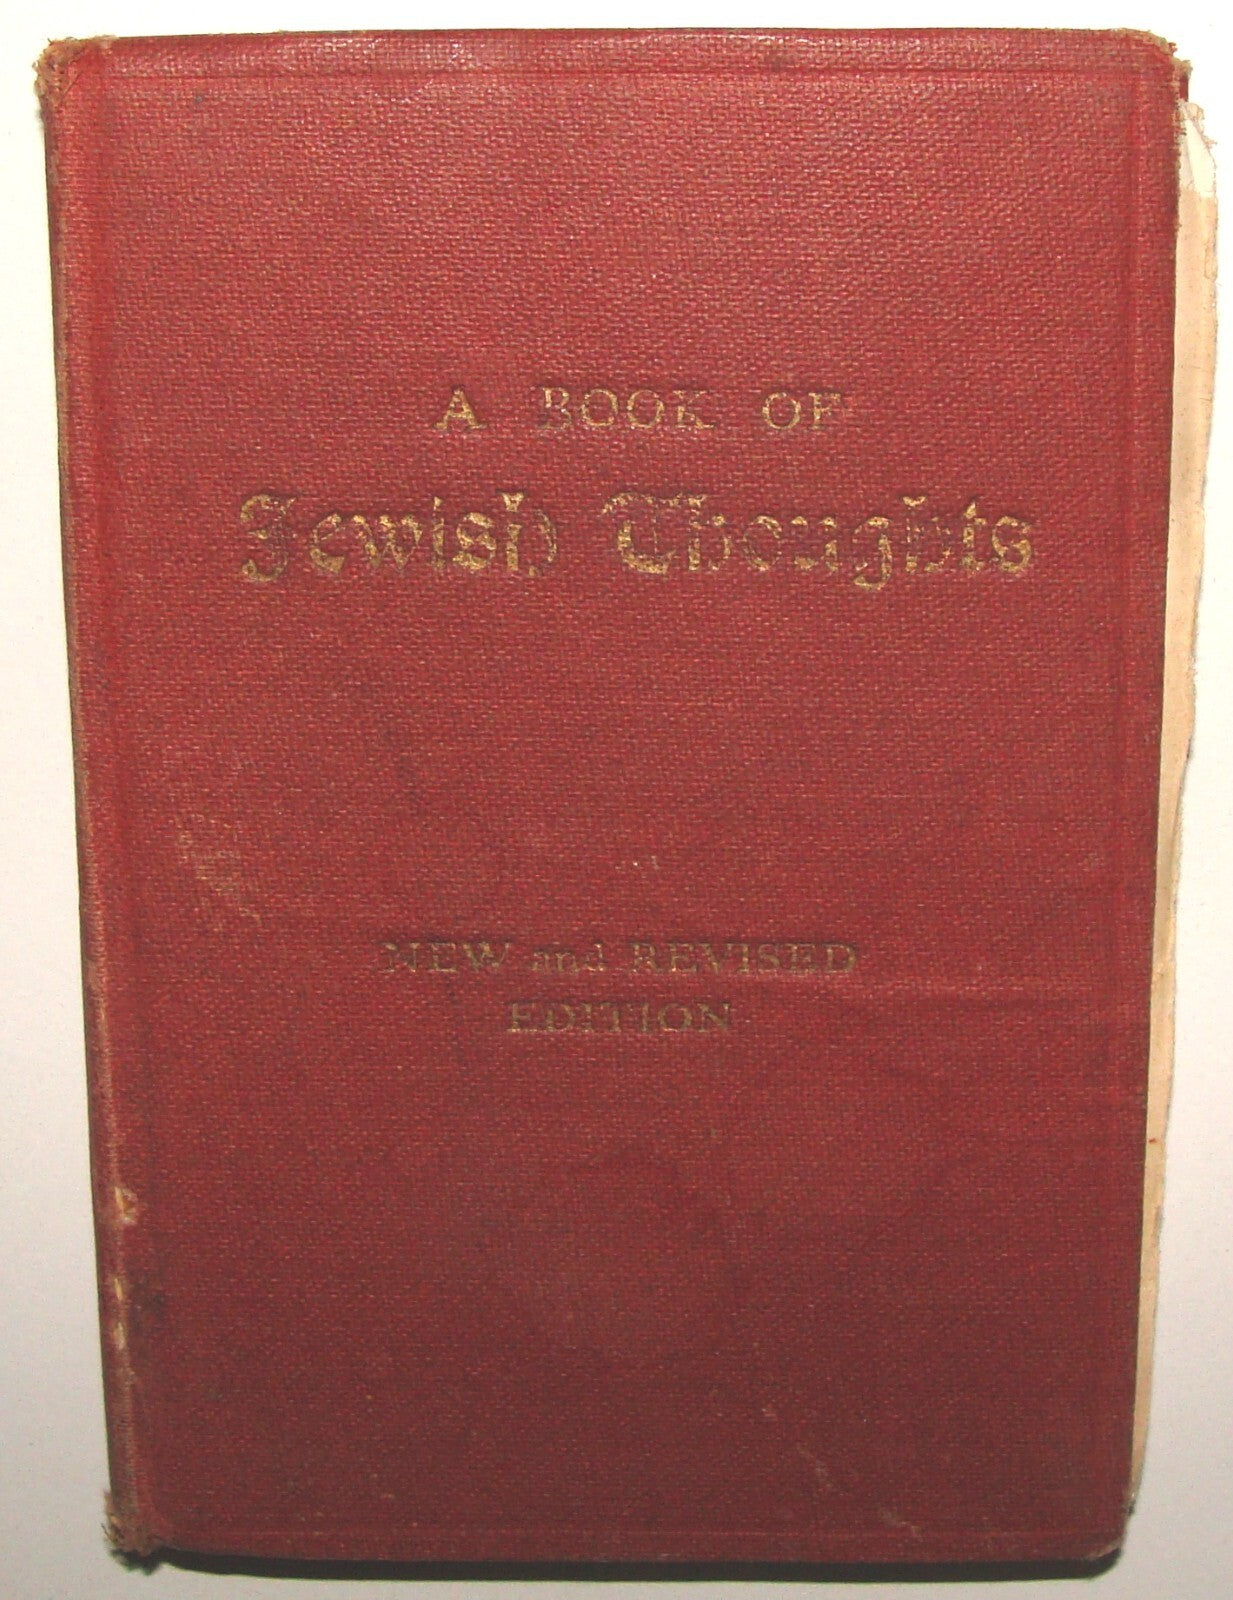 A BOOK OF
Jewish Thoughts
NEW and REVISED
EDITION